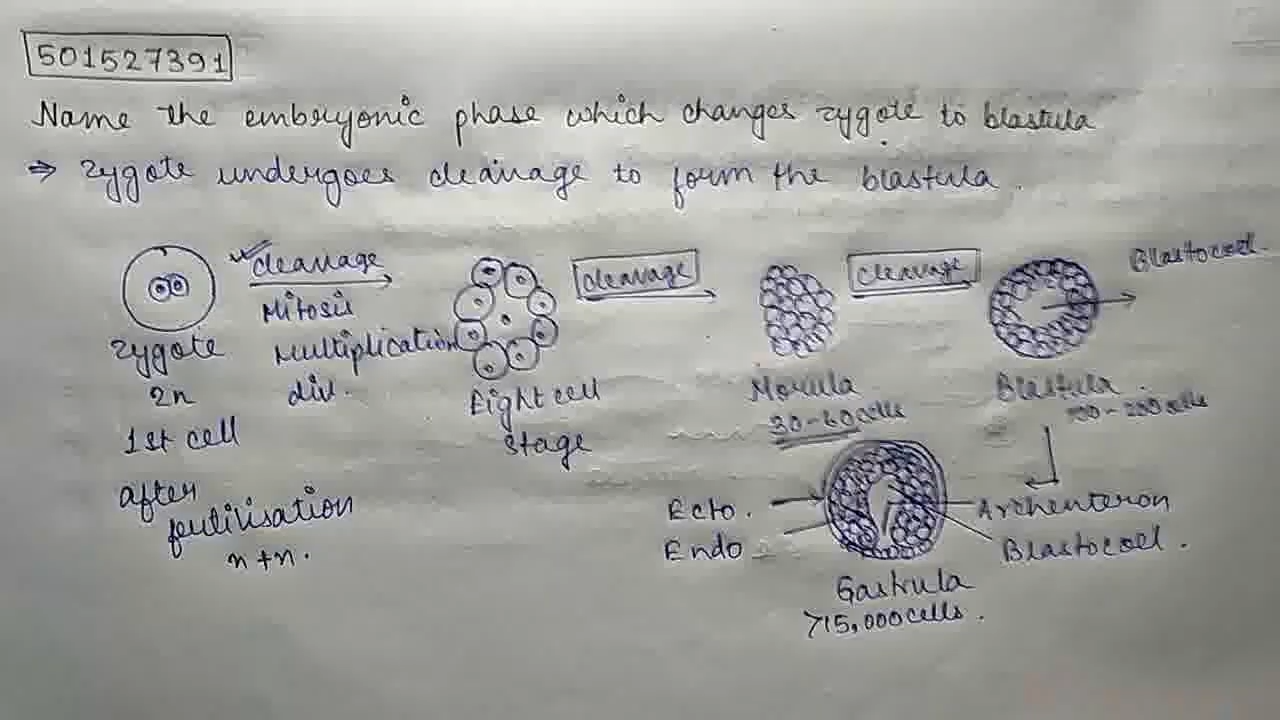 501527391
Name the embryonic phase which changes zygote to blastula
⇒ zygote undergoes cleavage to form the blastula.
cleavage
Mitosis
Multiplication
div.
zygote
2n
1st cell
after
fertilisation
n+n.
Eight cell
stage
cleavage
Morula
30-60 cells
cleavage
Blastocoel.
Blastula.
200 cells
Ecto.
Endo
Archenteron
Blastocoel.
Gastrula
>15,000 cells.